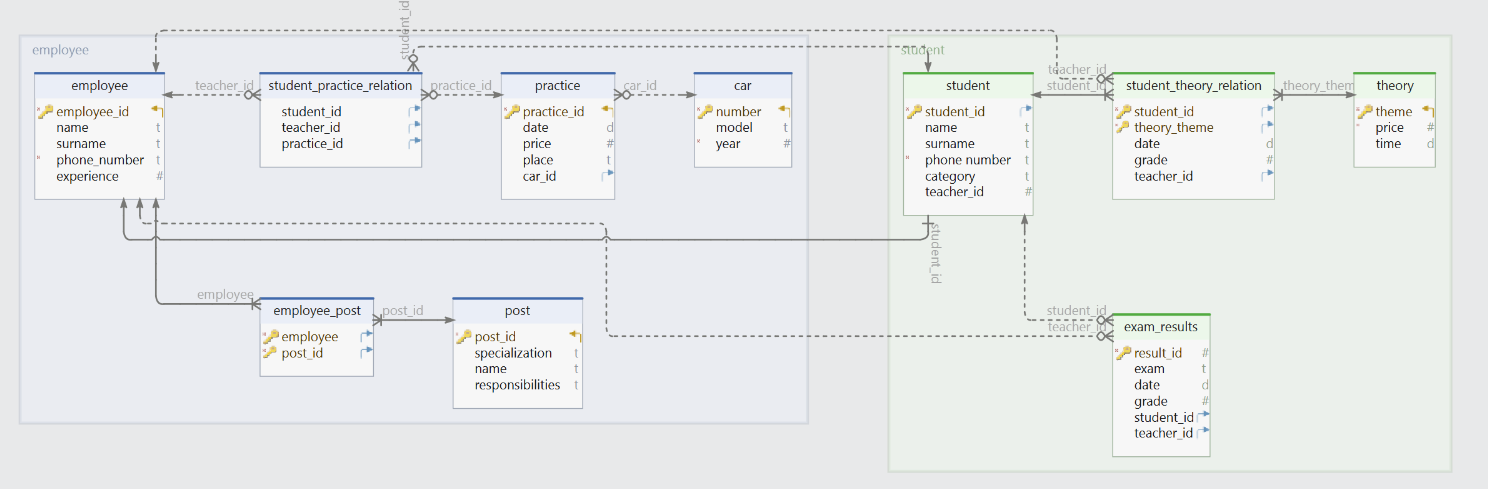 employee
student_id
student
employee
employee_id
name t
surname t
phone_number t
experience #
teacher_id
student_practice_relation
student_id
teacher_id
practice_id
practice_id
practice
practice_id
date d
price #
place t
car_id
car_id
car
number
model t
year #
student
student_id
name t
surname t
phone number t
category t
teacher_id #
teacher_id
student_id
student_theory_relation
student_id
theory_theme
date d
grade #
teacher_id
theory_them
theory
theme
price #
time d
student_id
employee
employee_post
employee
post_id
post_id
post
post_id
specialization t
name t
responsibilities t
student_id
teacher_id
exam_results
result_id #
exam t
date d
grade #
student_id
teacher_id